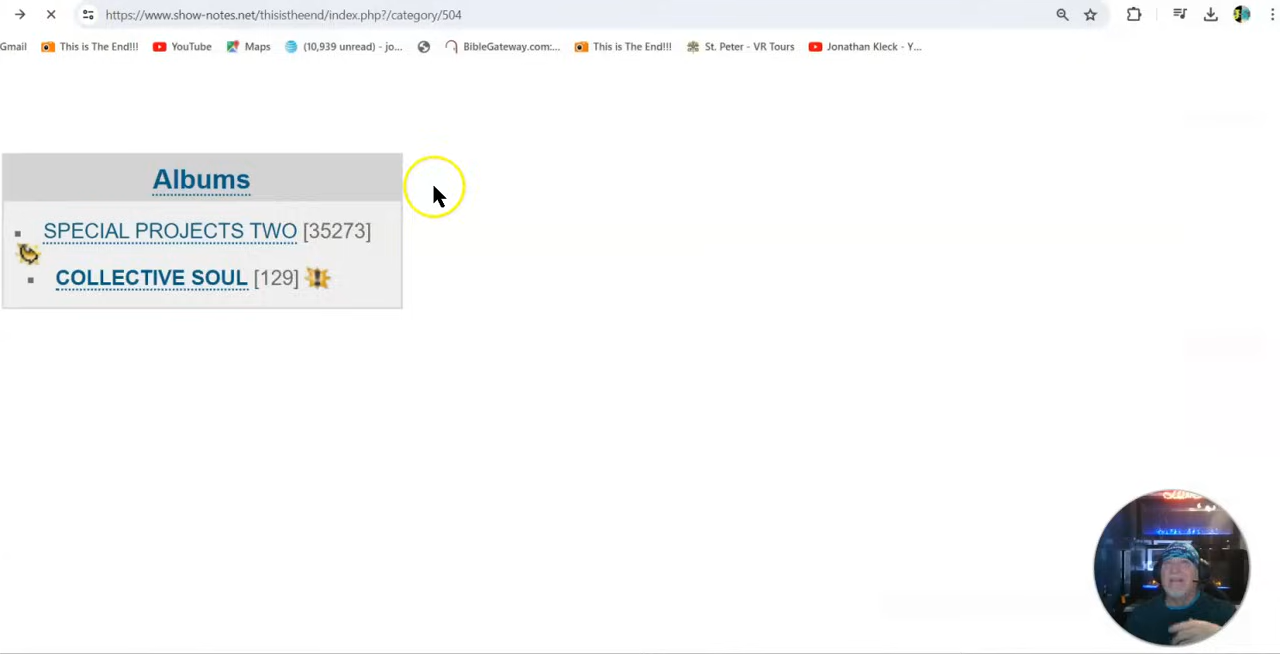 https://www.show-notes.net/thisistheend/index.php?/category/504
Gmail This is The End!!! YouTube Maps (10,939 unread) - jo... BibleGateway.com:... This is The End!!! St. Peter - VR Tours Jonathan Kleck - Y...
Albums
SPECIAL PROJECTS TWO [35273]
COLLECTIVE SOUL [129]